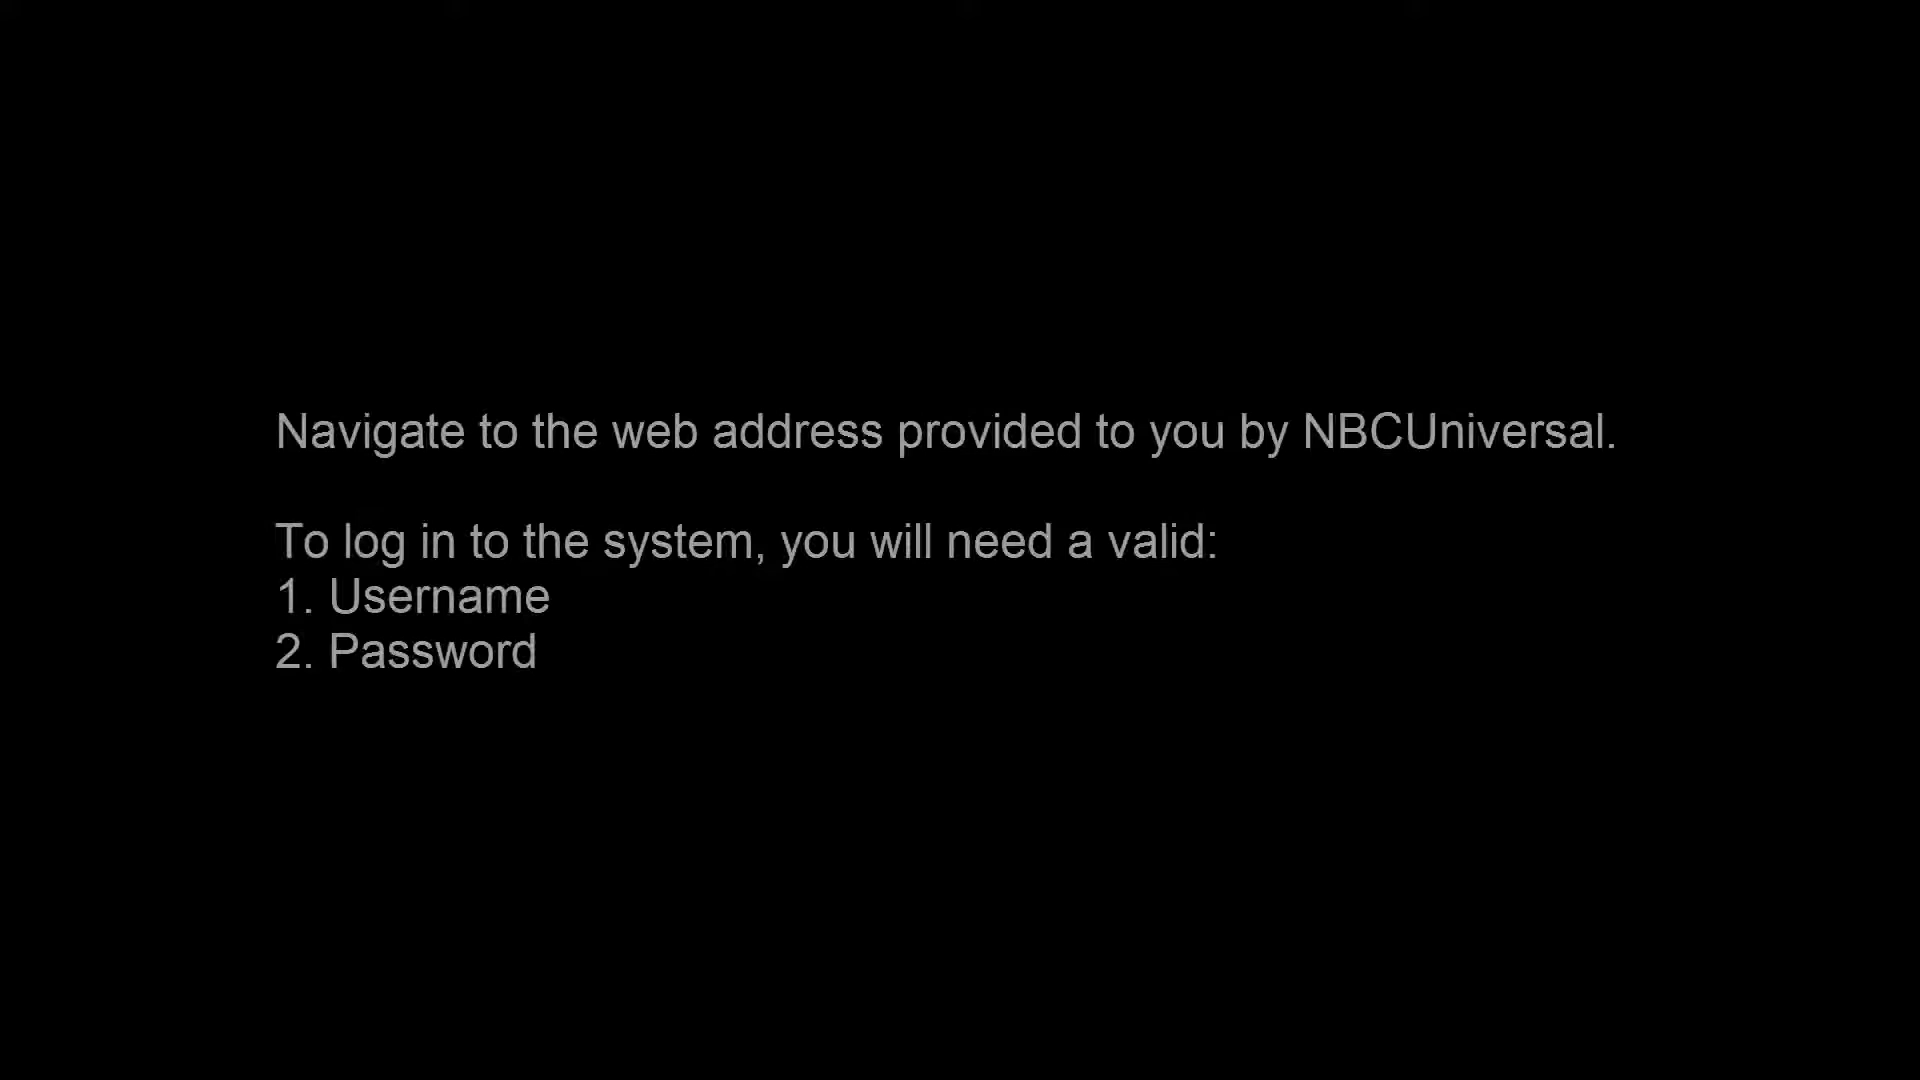 Navigate to the web address provided to you by NBCUniversal.
To log in to the system, you will need a valid:
1. Username
2. Password